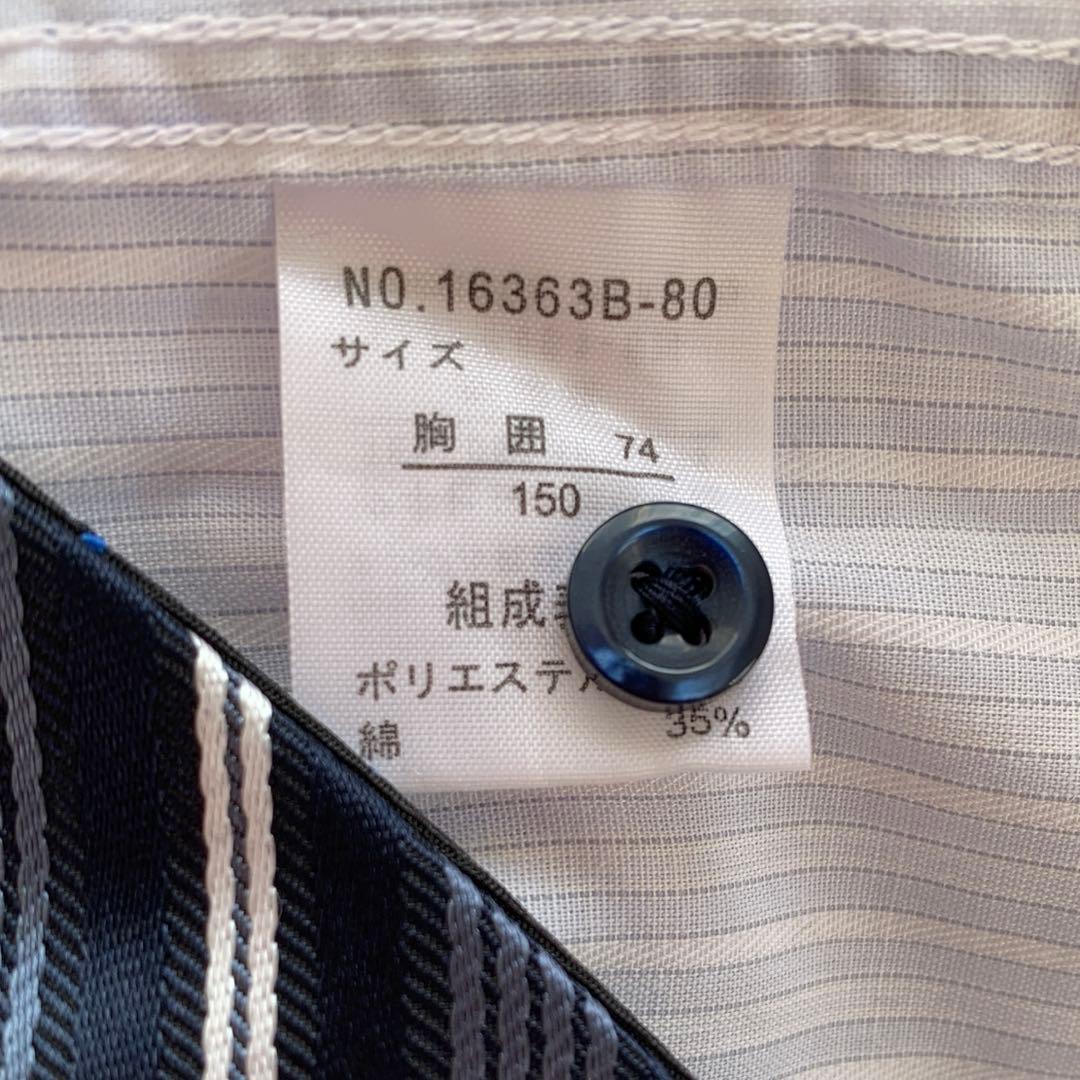 NO.16363B-80
サイズ
胸 囲 74
150
組成
ポリエステ
綿 35%